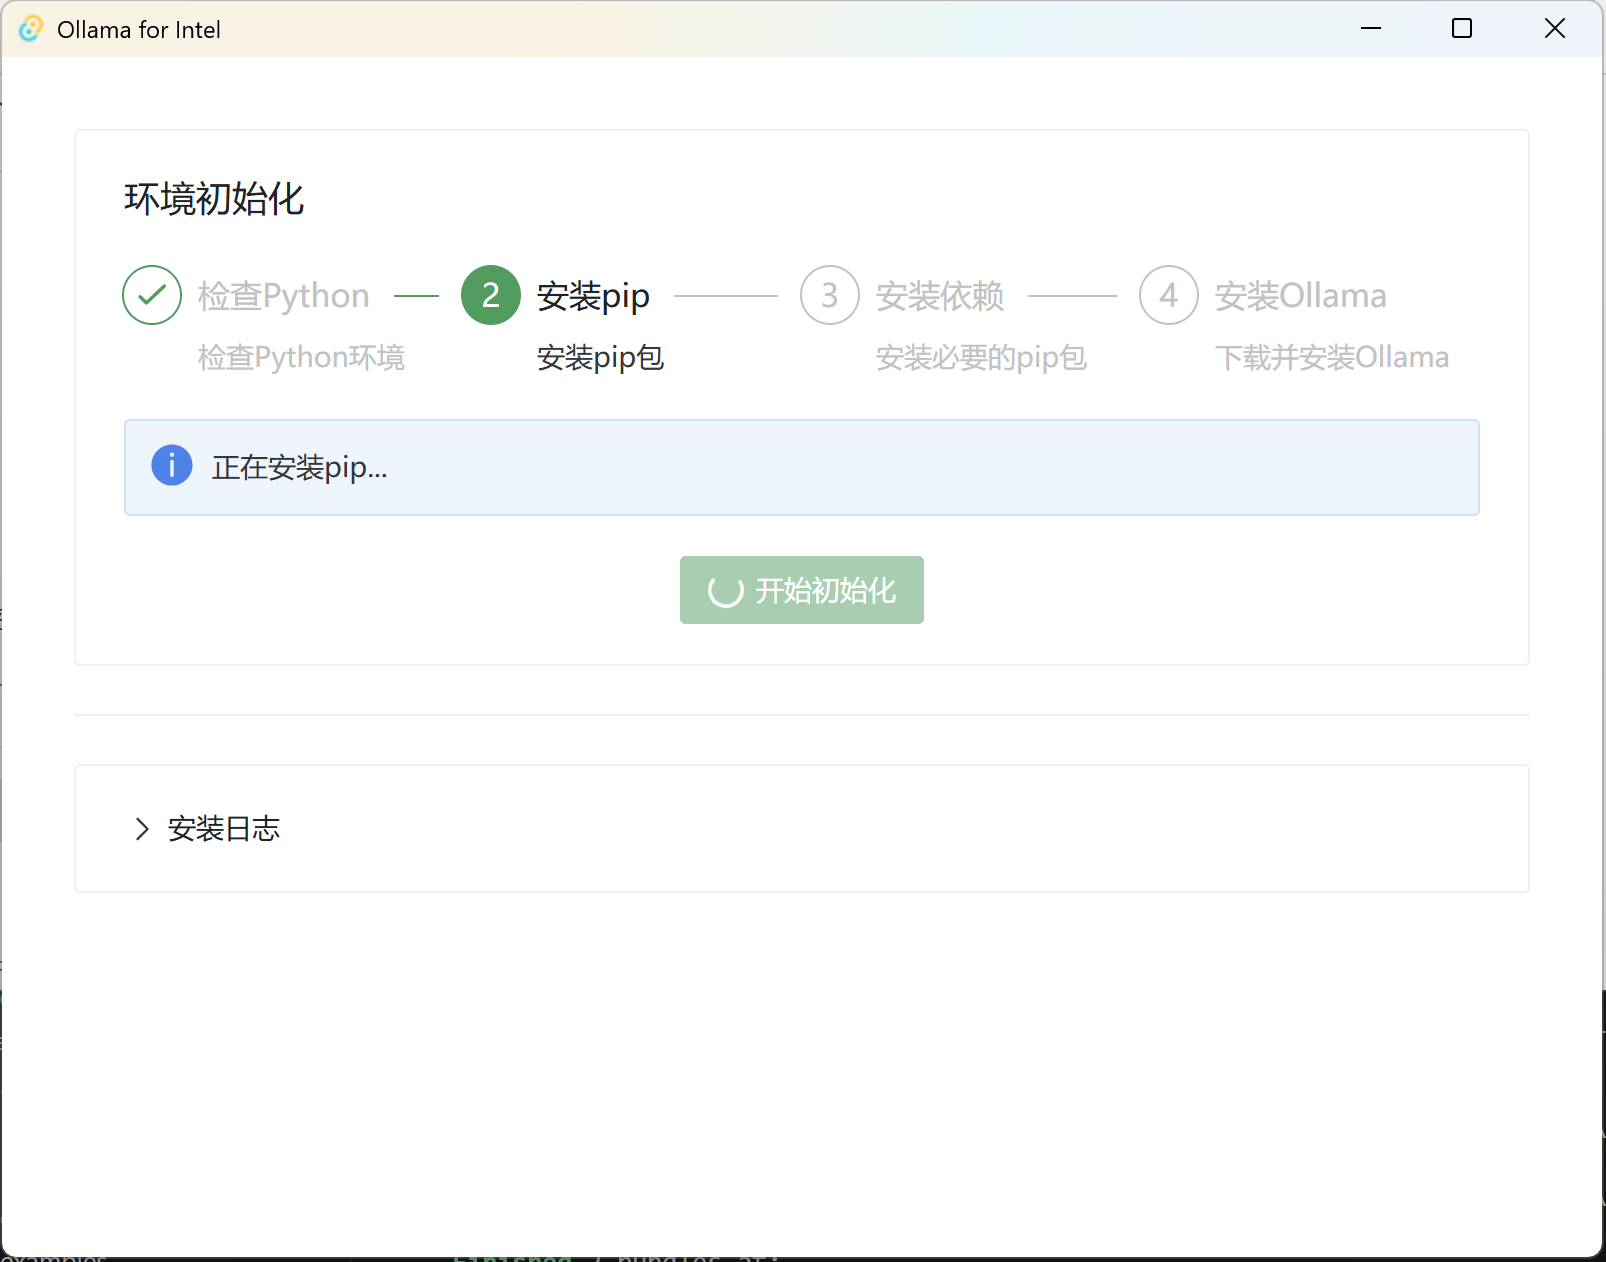 Ollama for Intel
环境初始化
检查Python
检查Python环境
2
安装pip
安装pip包
3
安装依赖
安装必要的pip包
4
安装Ollama
下载并安装Ollama
正在安装pip...
开始初始化
安装日志